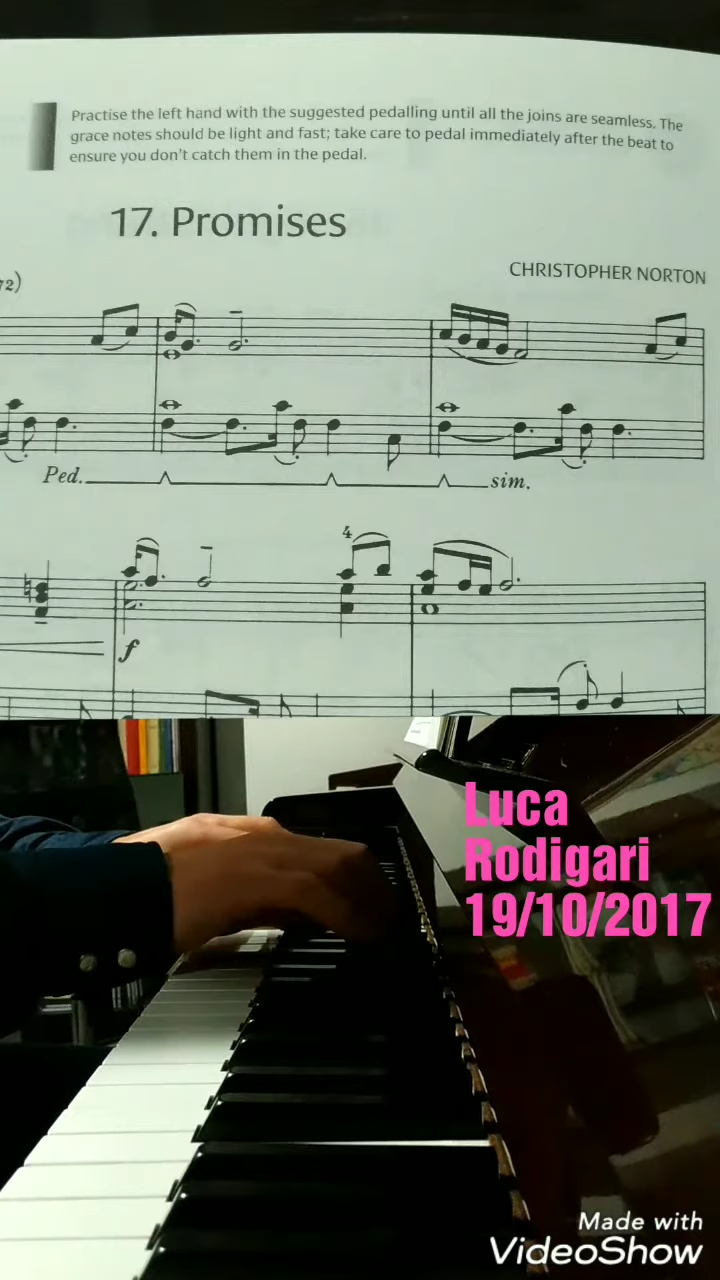 Practise the left hand with the suggested pedalling until all the joins are seamless. The
grace notes should be light and fast; take care to pedal immediately after the beat to
ensure you don't catch them in the pedal.
17. Promises
CHRISTOPHER NORTON
72)
Ped.
sim.
4
f
Luca
Rodigari
19/10/2017
Made with
VideoShow